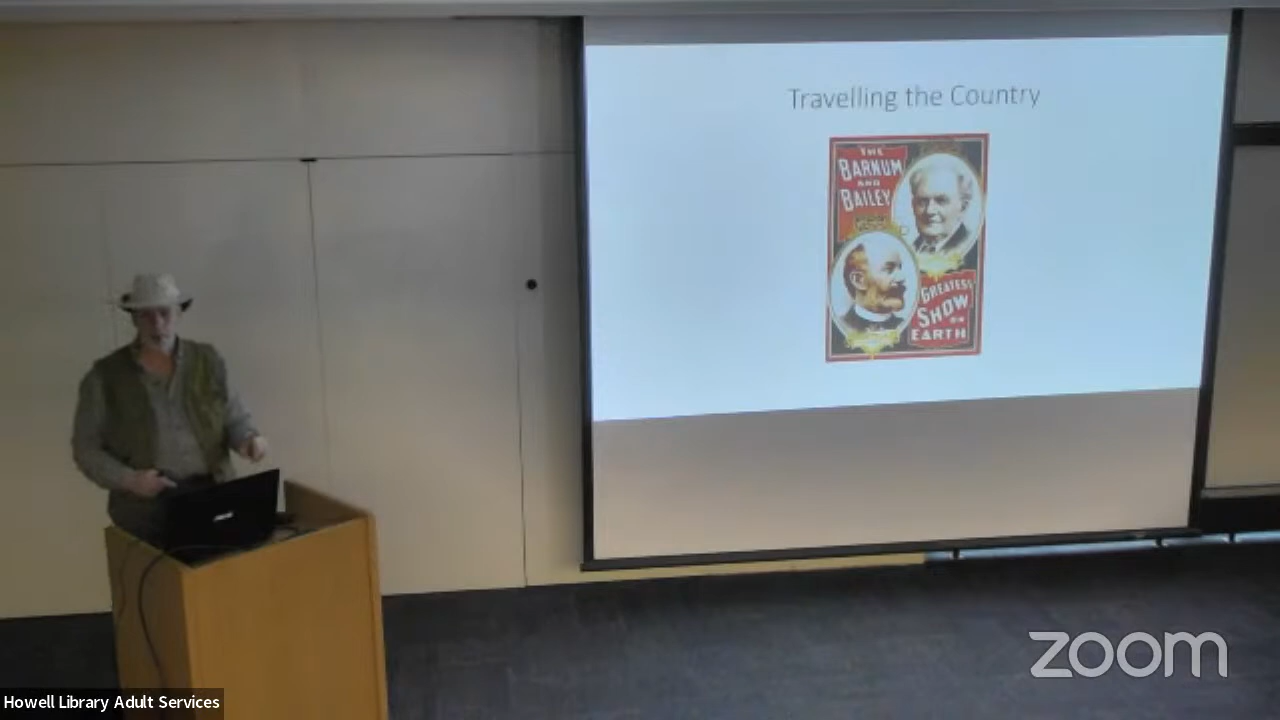 Travelling the Country
THE
BARNUM
AND
BAILEY
GREATEST
SHOW
ON
EARTH
zoom
Howell Library Adult Services